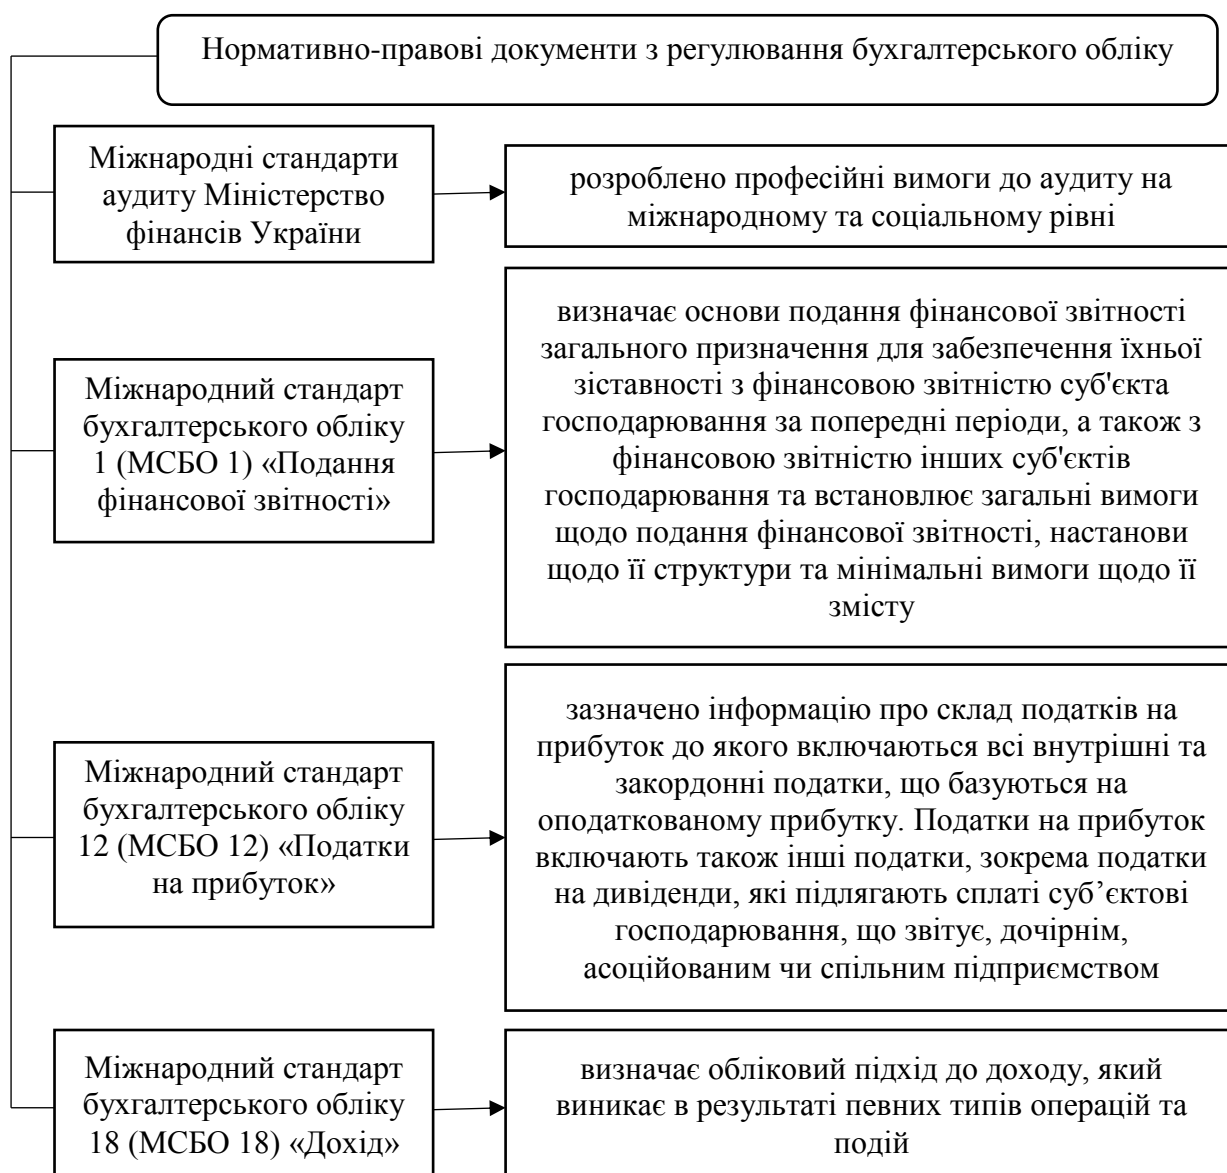 Нормативно-правові документи з регулювання бухгалтерського обліку
Міжнародні стандарти
аудиту Міністерство
фінансів України
розроблено професійні вимоги до аудиту на
міжнародному та соціальному рівні
Міжнародний стандарт
бухгалтерського обліку
1 (МСБО 1) «Подання
фінансової звітності»
визначає основи подання фінансової звітності
загального призначення для забезпечення їхньої
зіставності з фінансовою звітністю суб'єкта
господарювання за попередні періоди, а також з
фінансовою звітністю інших суб'єктів
господарювання та встановлює загальні вимоги
щодо подання фінансової звітності, настанови
щодо її структури та мінімальні вимоги щодо її
змісту
Міжнародний стандарт
бухгалтерського обліку
12 (МСБО 12) «Податки
на прибуток»
зазначено інформацію про склад податків на
прибуток до якого включаються всі внутрішні та
закордонні податки, що базуються на
оподаткованому прибутку. Податки на прибуток
включають також інші податки, зокрема податки
на дивіденди, які підлягають сплаті суб’єктові
господарювання, що звітує, дочірнім,
асоційованим чи спільним підприємством
Міжнародний стандарт
бухгалтерського обліку
18 (МСБО 18) «Дохід»
визначає обліковий підхід до доходу, який
виникає в результаті певних типів операцій та
подій